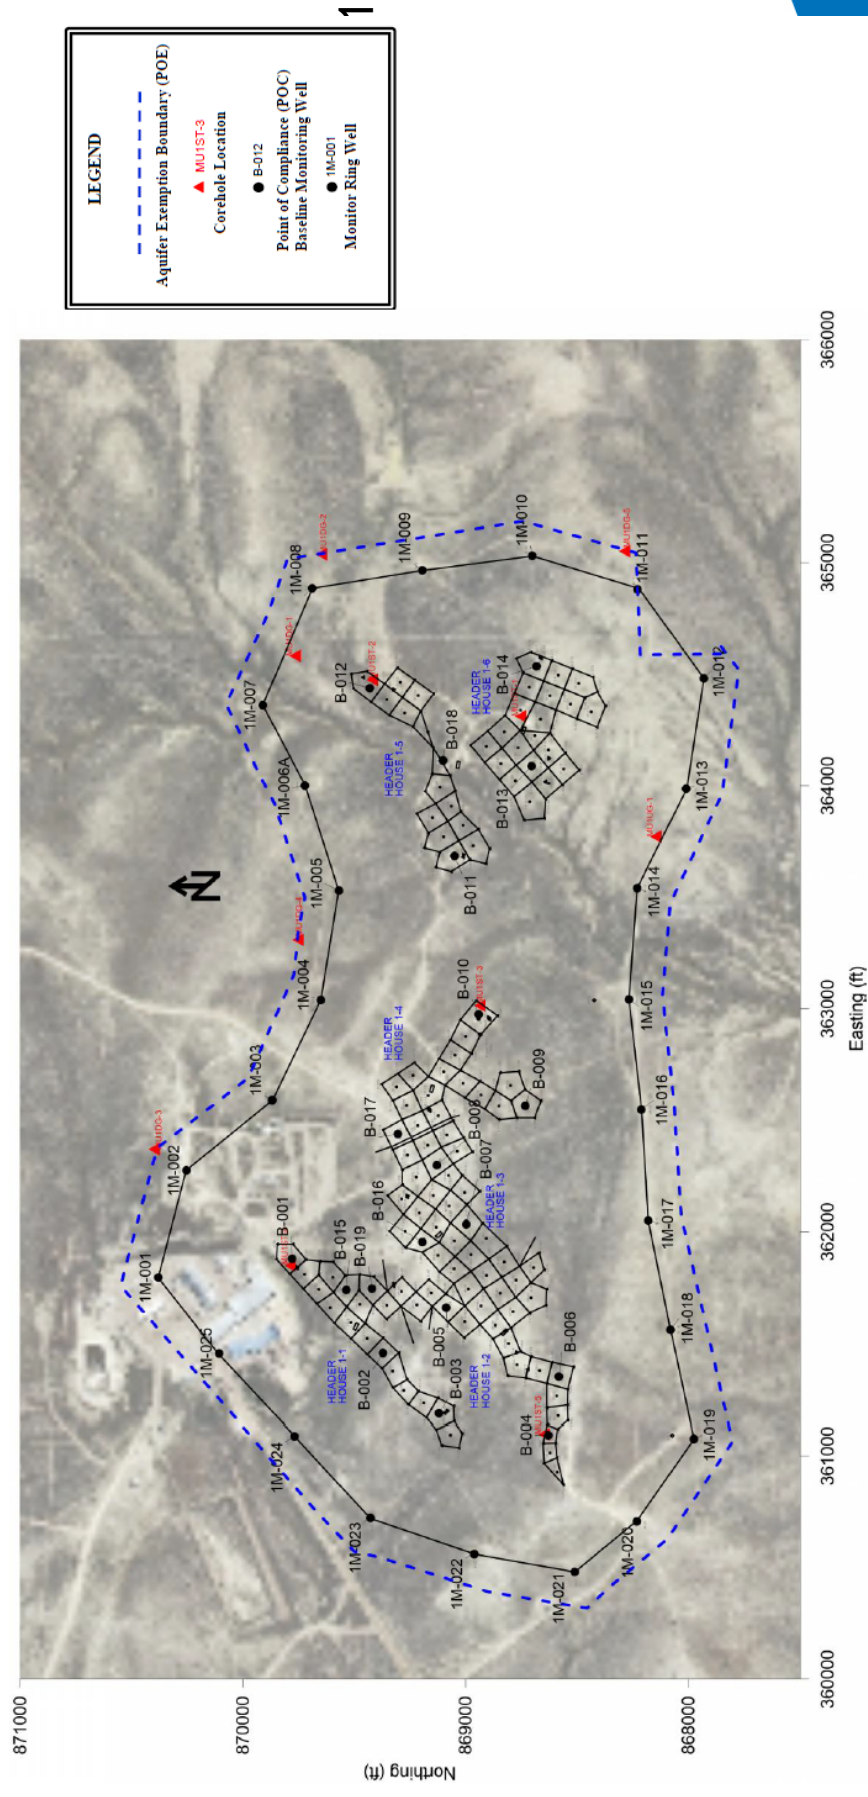 1
LEGEND
Aquifer Exemption Boundary (POE)
MU1ST-3
Corehole Location
B-012
Point of Compliance (POC)
Baseline Monitoring Well
1M-001
Monitor Ring Well
871000
870000
869000
868000
Northing (ft)
360000
361000
362000
363000
364000
365000
366000
Easting (ft)
N
1M-001
1M-002
1M-003
1M-004
1M-005
1M-006A
1M-007
1M-008
1M-009
1M-010
1M-011
1M-012
1M-013
1M-014
1M-015
1M-016
1M-017
1M-018
1M-019
1M-020
1M-021
1M-022
1M-023
1M-024
1M-025
B-001
B-002
B-003
B-004
B-005
B-006
B-007
B-008
B-009
B-010
B-011
B-012
B-013
B-014
B-015
B-016
B-017
B-018
B-019
HEADER
HOUSE 1-1
HEADER
HOUSE 1-2
HEADER
HOUSE 1-3
HEADER
HOUSE 1-4
HEADER
HOUSE 1-5
HEADER
HOUSE 1-6
MU1DG-2
MU1ST-2
MU1ST-3